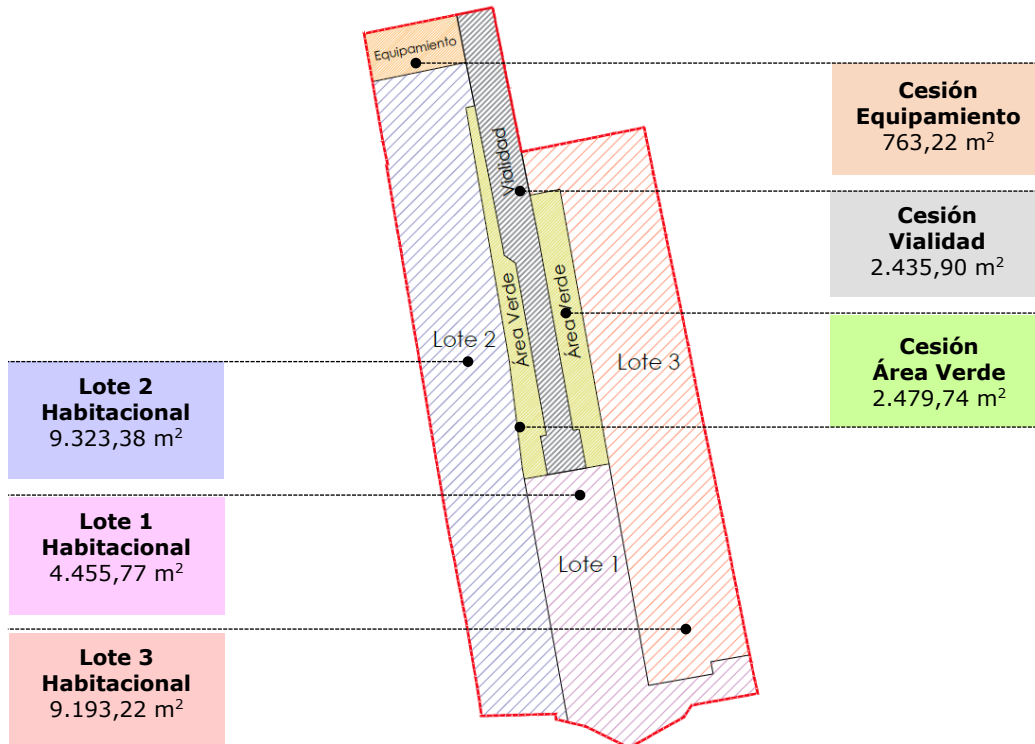 Equipamiento
Vialidad
Área Verde
Área Verde
Lote 2
Lote 3
Lote 1
Cesión
Equipamiento
763,22 m²
Cesión
Vialidad
2.435,90 m²
Cesión
Área Verde
2.479,74 m²
Lote 2
Habitacional
9.323,38 m²
Lote 1
Habitacional
4.455,77 m²
Lote 3
Habitacional
9.193,22 m²